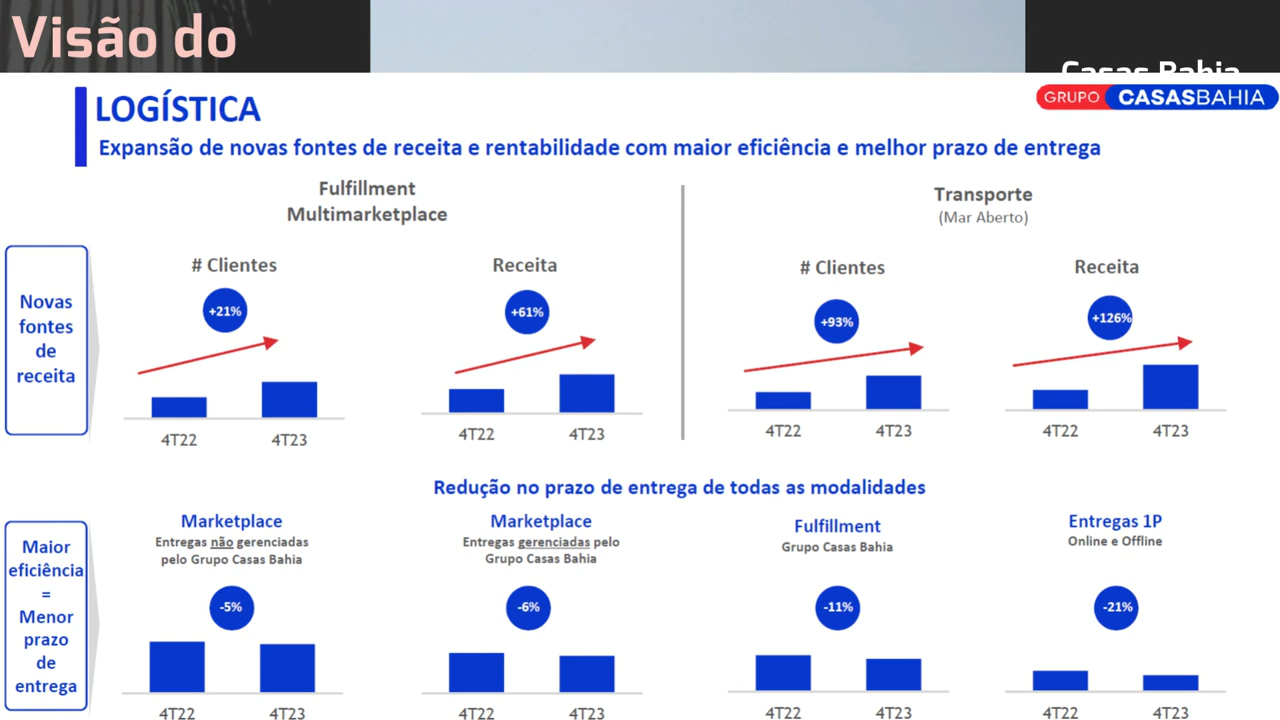 Visão do
Casas Bahia
GRUPO CASASBAHIA
LOGÍSTICA
Expansão de novas fontes de receita e rentabilidade com maior eficiência e melhor prazo de entrega
Fulfillment
Multimarketplace
Transporte
(Mar Aberto)
Novas
fontes
de
receita
# Clientes
+21%
4T22
4T23
Receita
+61%
4T22
4T23
# Clientes
+93%
4T22
4T23
Receita
+126%
4T22
4T23
Redução no prazo de entrega de todas as modalidades
Maior
eficiência
=
Menor
prazo
de
entrega
Marketplace
Entregas não gerenciadas
pelo Grupo Casas Bahia
-5%
4T22
4T23
Marketplace
Entregas gerenciadas pelo
Grupo Casas Bahia
-6%
4T22
4T23
Fulfillment
Grupo Casas Bahia
-11%
4T22
4T23
Entregas 1P
Online e Offline
-21%
4T22
4T23